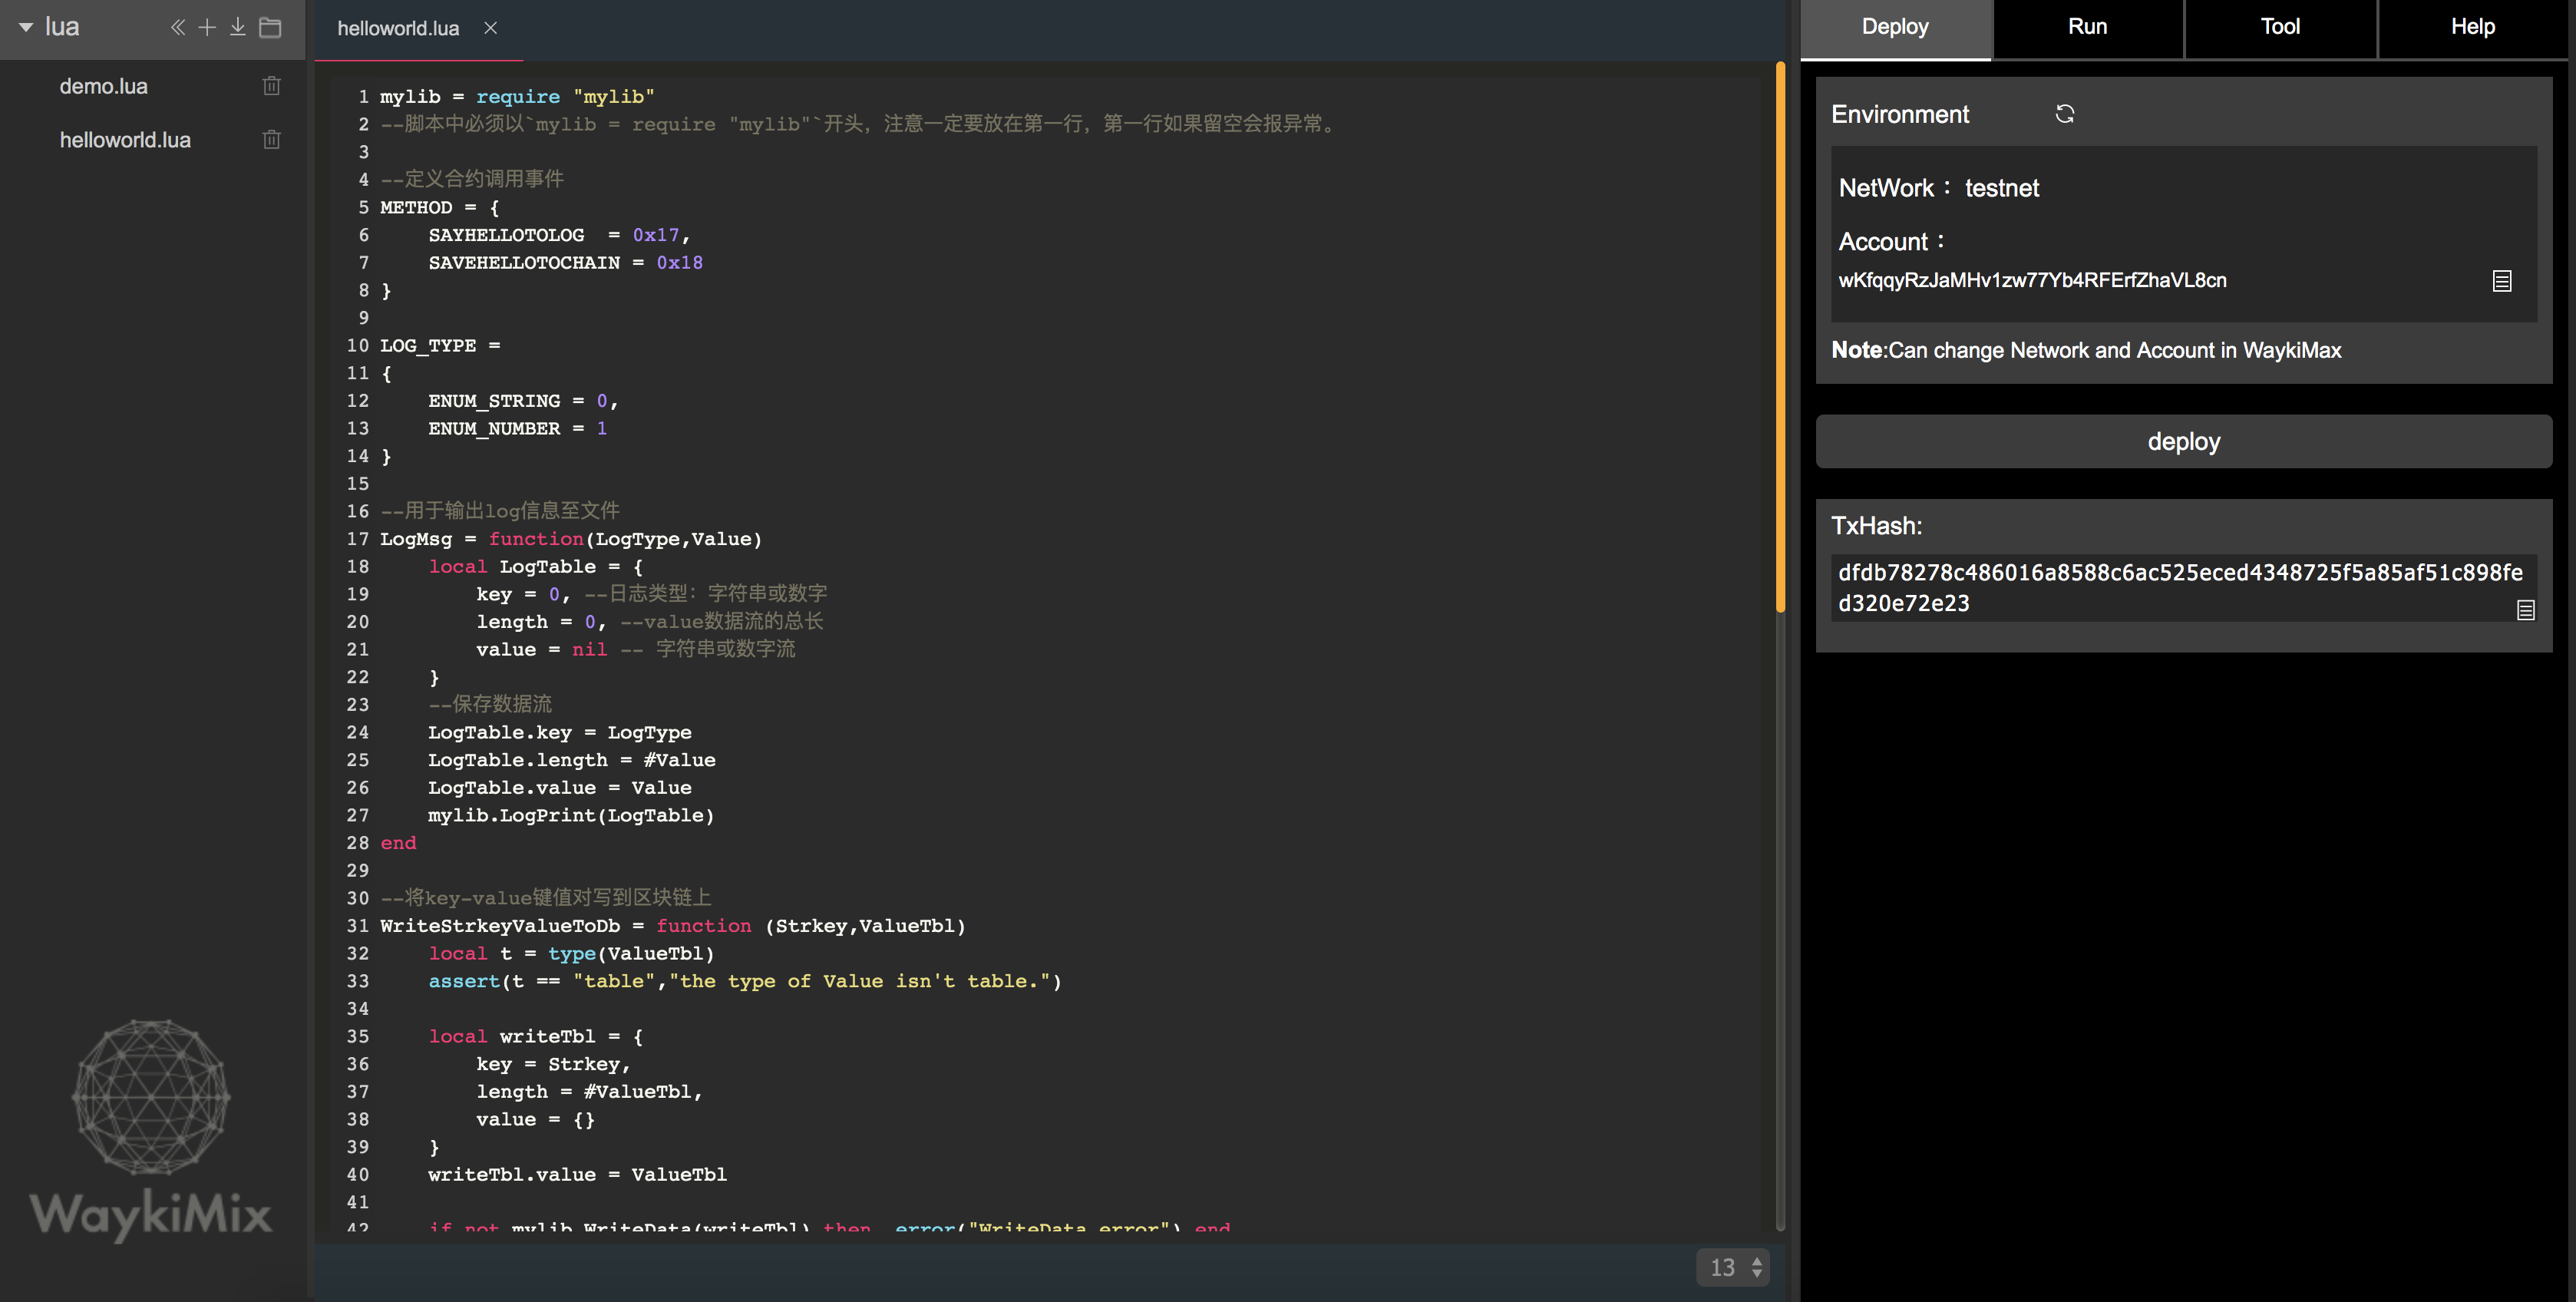 lua
demo.lua
helloworld.lua
WaykiMix
helloworld.lua
1 mylib = require "mylib"
2 --脚本中必须以`mylib = require "mylib"`开头，注意一定要放在第一行，第一行如果留空会报异常。
3
4 --定义合约调用事件
5 METHOD = {
6 SAYHELLOTOLOG = 0x17,
7 SAVEHELLOTOCHAIN = 0x18
8 }
9
10 LOG_TYPE =
11 {
12 ENUM_STRING = 0,
13 ENUM_NUMBER = 1
14 }
15
16 --用于输出log信息至文件
17 LogMsg = function(LogType,Value)
18 local LogTable = {
19 key = 0, --日志类型：字符串或数字
20 length = 0, --value数据流的总长
21 value = nil -- 字符串或数字流
22 }
23 --保存数据流
24 LogTable.key = LogType
25 LogTable.length = #Value
26 LogTable.value = Value
27 mylib.LogPrint(LogTable)
28 end
29
30 --将key-value键值对写到区块链上
31 WriteStrkeyValueToDb = function (Strkey,ValueTbl)
32 local t = type(ValueTbl)
33 assert(t == "table","the type of Value isn't table.")
34
35 local writeTbl = {
36 key = Strkey,
37 length = #ValueTbl,
38 value = {}
39 }
40 writeTbl.value = ValueTbl
41
42 if not mylib.WriteData(writeTbl) then error("WriteData error") end
13
Deploy
Run
Tool
Help
Environment
NetWork： testnet
Account：
wKfqqyRzJaMHv1zw77Yb4RFErfZhaVL8cn
Note:Can change Network and Account in WaykiMax
deploy
TxHash:
dfdb78278c486016a8588c6ac525eced4348725f5a85af51c898fe
d320e72e23